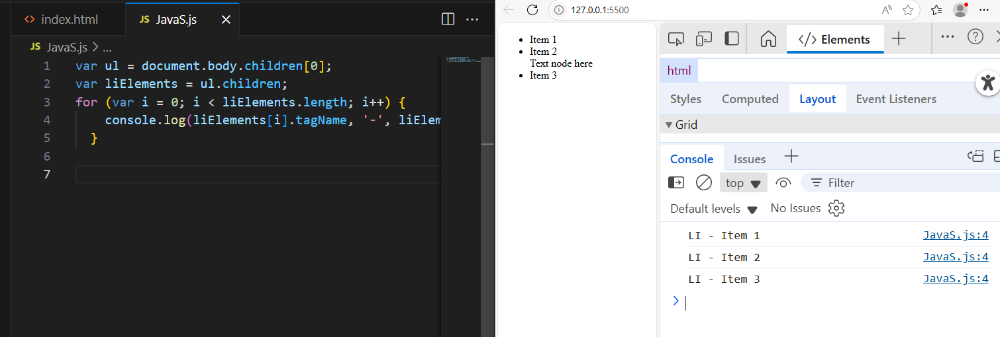 index.html
JS JavaS.js
JS JavaS.js > ...
1 var ul = document.body.children[0];
2 var liElements = ul.children;
3 for (var i = 0; i < liElements.length; i++) {
4 console.log(liElements[i].tagName, '-', liElem
5 }
6
7
127.0.0.1:5500
Item 1
Item 2
Text node here
Item 3
Elements
html
Styles Computed Layout Event Listeners
Grid
Console Issues
top Filter
Default levels No Issues
LI - Item 1 JavaS.js:4
LI - Item 2 JavaS.js:4
LI - Item 3 JavaS.js:4